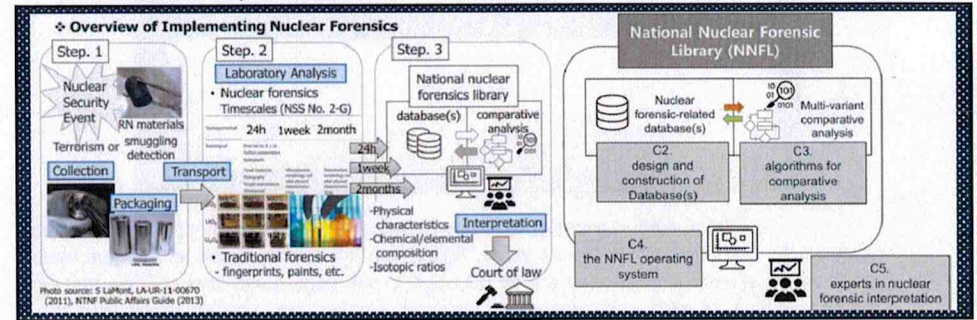 ❖ Overview of Implementing Nuclear Forensics
Step. 1
Nuclear
Security
Event
RN materials
smuggling
detection
Terrorism or
Collection
Packaging
Transport
Step. 2
Laboratory Analysis
• Nuclear forensics
Timescales (NSS No. 2-G)
24h 1week 2month
• Traditional forensics
- fingerprints, paints, etc.
Step. 3
National nuclear
forensics library
database(s)
comparative
analysis
24h
1week
2months
-Physical
characteristics
-Chemical/elemental
composition
-Isotopic ratios
Interpretation
Court of law
Photo source: S LaMont, LA-UR-11-00670
(2011), NTNF Public Affairs Guide (2013)
National Nuclear Forensic
Library (NNFL)
Nuclear
forensic-related
database(s)
Multi-variant
comparative
analysis
C2.
design and
construction of
Database(s)
C3.
algorithms for
comparative
analysis
C4.
the NNFL operating
system
C5.
experts in nuclear
forensic interpretation